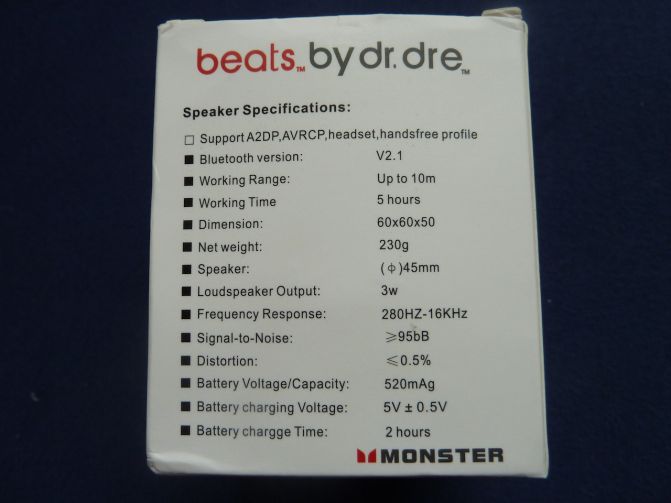 beats™ by dr. dre™
Speaker Specifications:
□ Support A2DP,AVRCP,headset,handsfree profile
■ Bluetooth version: V2.1
■ Working Range: Up to 10m
■ Working Time 5 hours
■ Dimension: 60x60x50
■ Net weight: 230g
■ Speaker: (ф)45mm
■ Loudspeaker Output: 3w
■ Frequency Response: 280HZ-16KHz
■ Signal-to-Noise: ≥95bB
■ Distortion: ≤0.5%
■ Battery Voltage/Capacity: 520mAg
■ Battery charging Voltage: 5V ± 0.5V
■ Battery chargge Time: 2 hours
MONSTER